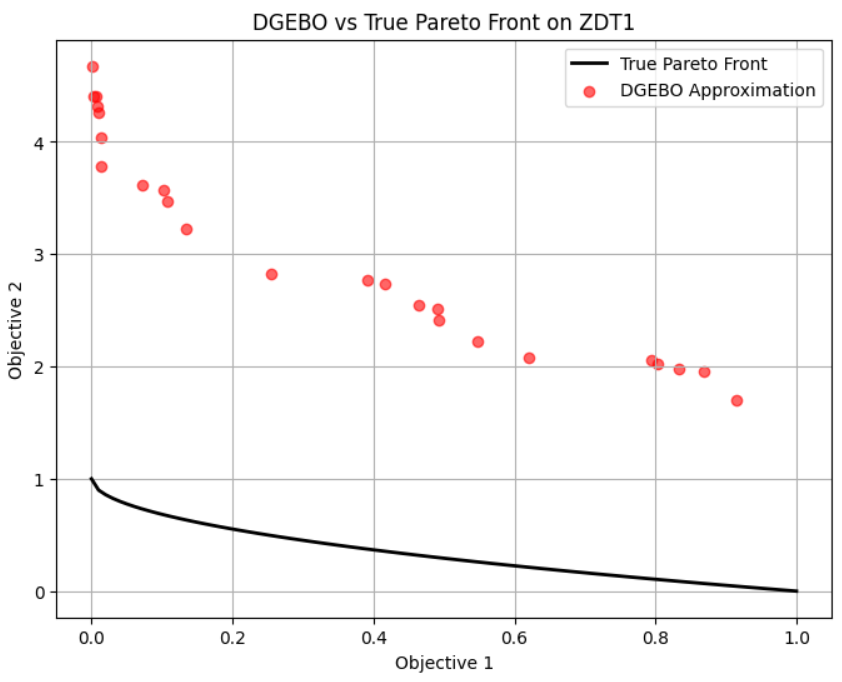 DGEBO vs True Pareto Front on ZDT1
True Pareto Front
DGEBO Approximation
4
3
2
1
0
Objective 2
0.0 0.2 0.4 0.6 0.8 1.0
Objective 1